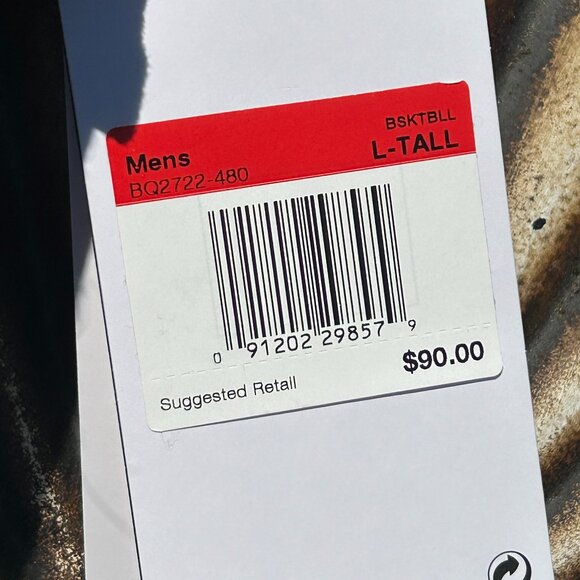 Mens
BSKTBLL
BQ2722-480
L-TALL
0 91202 29857 9
$90.00
Suggested Retail